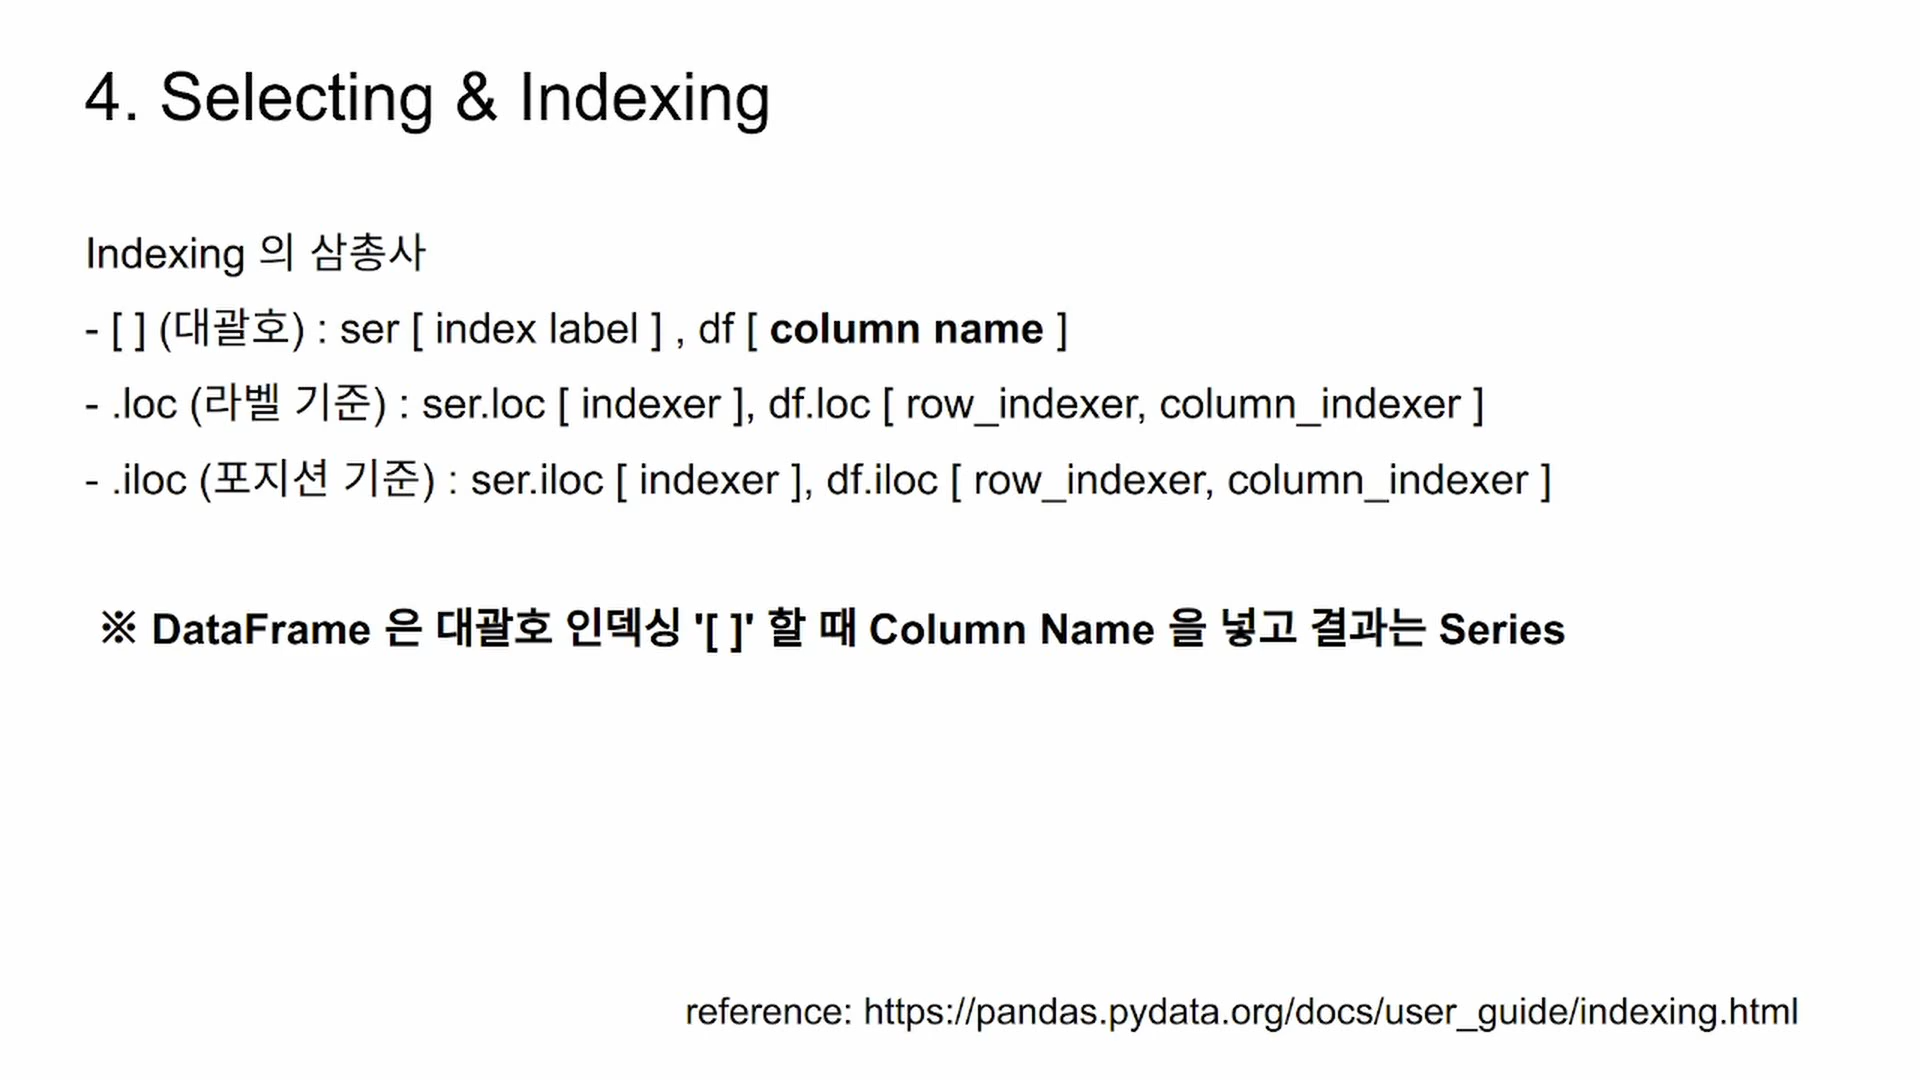 4. Selecting & Indexing
Indexing 의 삼총사
- [ ] (대괄호) : ser [ index label ] , df [ column name ]
- .loc (라벨 기준) : ser.loc [ indexer ], df.loc [ row_indexer, column_indexer ]
- .iloc (포지션 기준) : ser.iloc [ indexer ], df.iloc [ row_indexer, column_indexer ]
※ DataFrame 은 대괄호 인덱싱 '[ ]' 할 때 Column Name 을 넣고 결과는 Series
reference: https://pandas.pydata.org/docs/user_guide/indexing.html